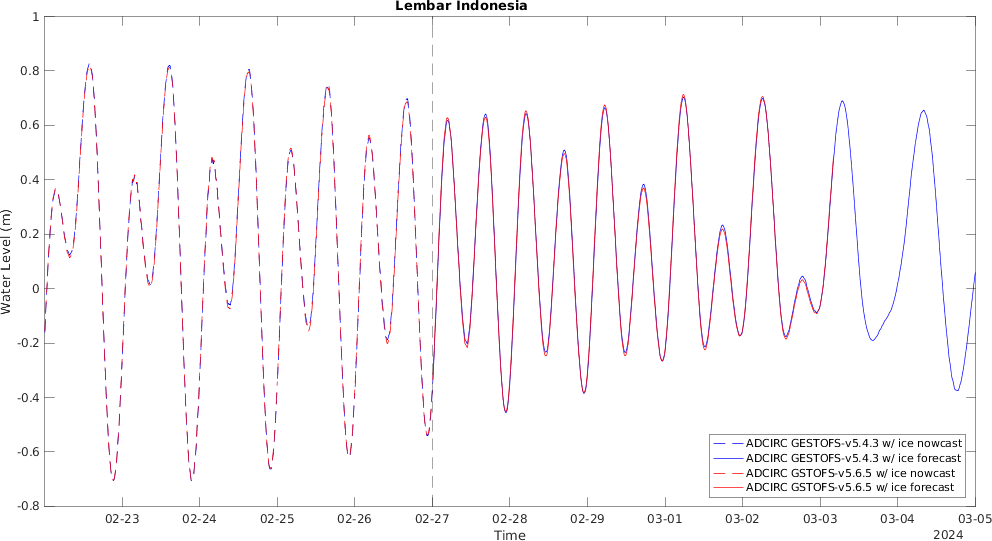 Lembar Indonesia
1
0.8
0.6
0.4
0.2
0
-0.2
-0.4
-0.6
-0.8
Water Level (m)
ADCIRC GESTOFS-v5.4.3 w/ ice nowcast
ADCIRC GESTOFS-v5.4.3 w/ ice forecast
ADCIRC GSTOFS-v5.6.5 w/ ice nowcast
ADCIRC GSTOFS-v5.6.5 w/ ice forecast
02-23 02-24 02-25 02-26 02-27 02-28 02-29 03-01 03-02 03-03 03-04 03-05
Time
2024